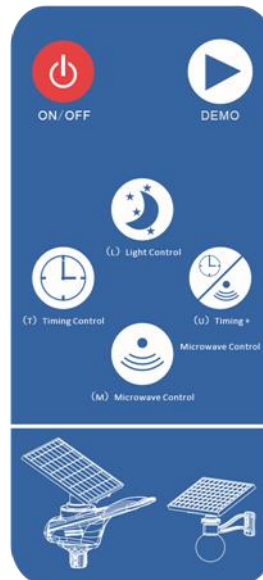 ON/OFF DEMO
(L) Light Control
(T) Timing Control (U) Timing+
Microwave Control
(M) Microwave Control